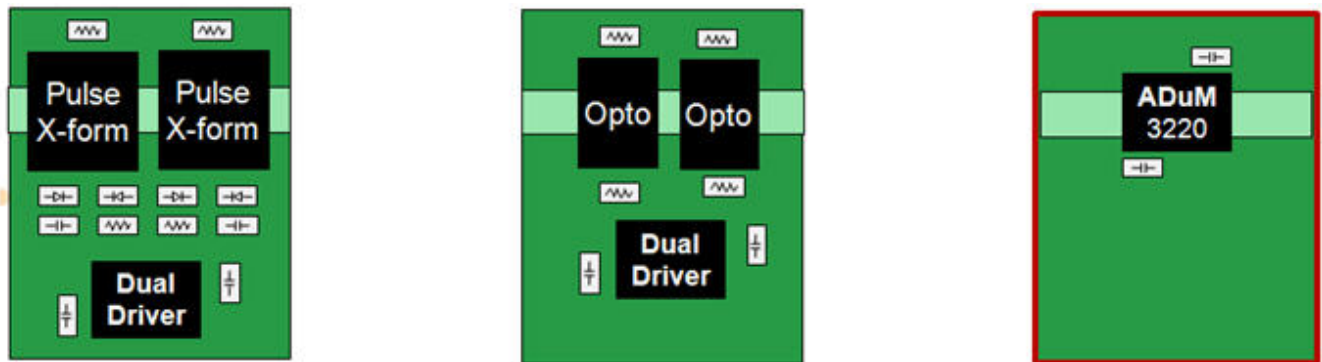 Pulse
X-form
Pulse
X-form
Dual
Driver
Opto
Opto
Dual
Driver
ADuM
3220